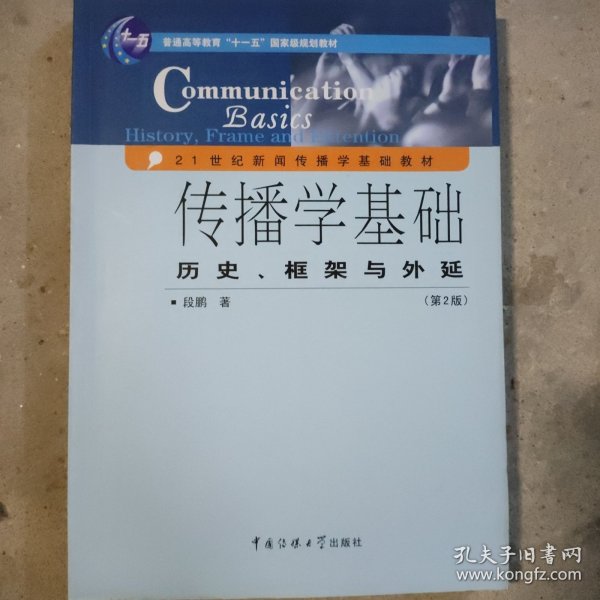 十一五
普通高等教育“十一五”国家级规划教材
Communication
Basics
History, Frame and Extention
21世纪新闻传播学基础教材
传播学基础
历史、框架与外延
▪ 段鹏 著 (第2版)
中国传媒大学出版社
孔夫子旧书网
www.kongfz.com